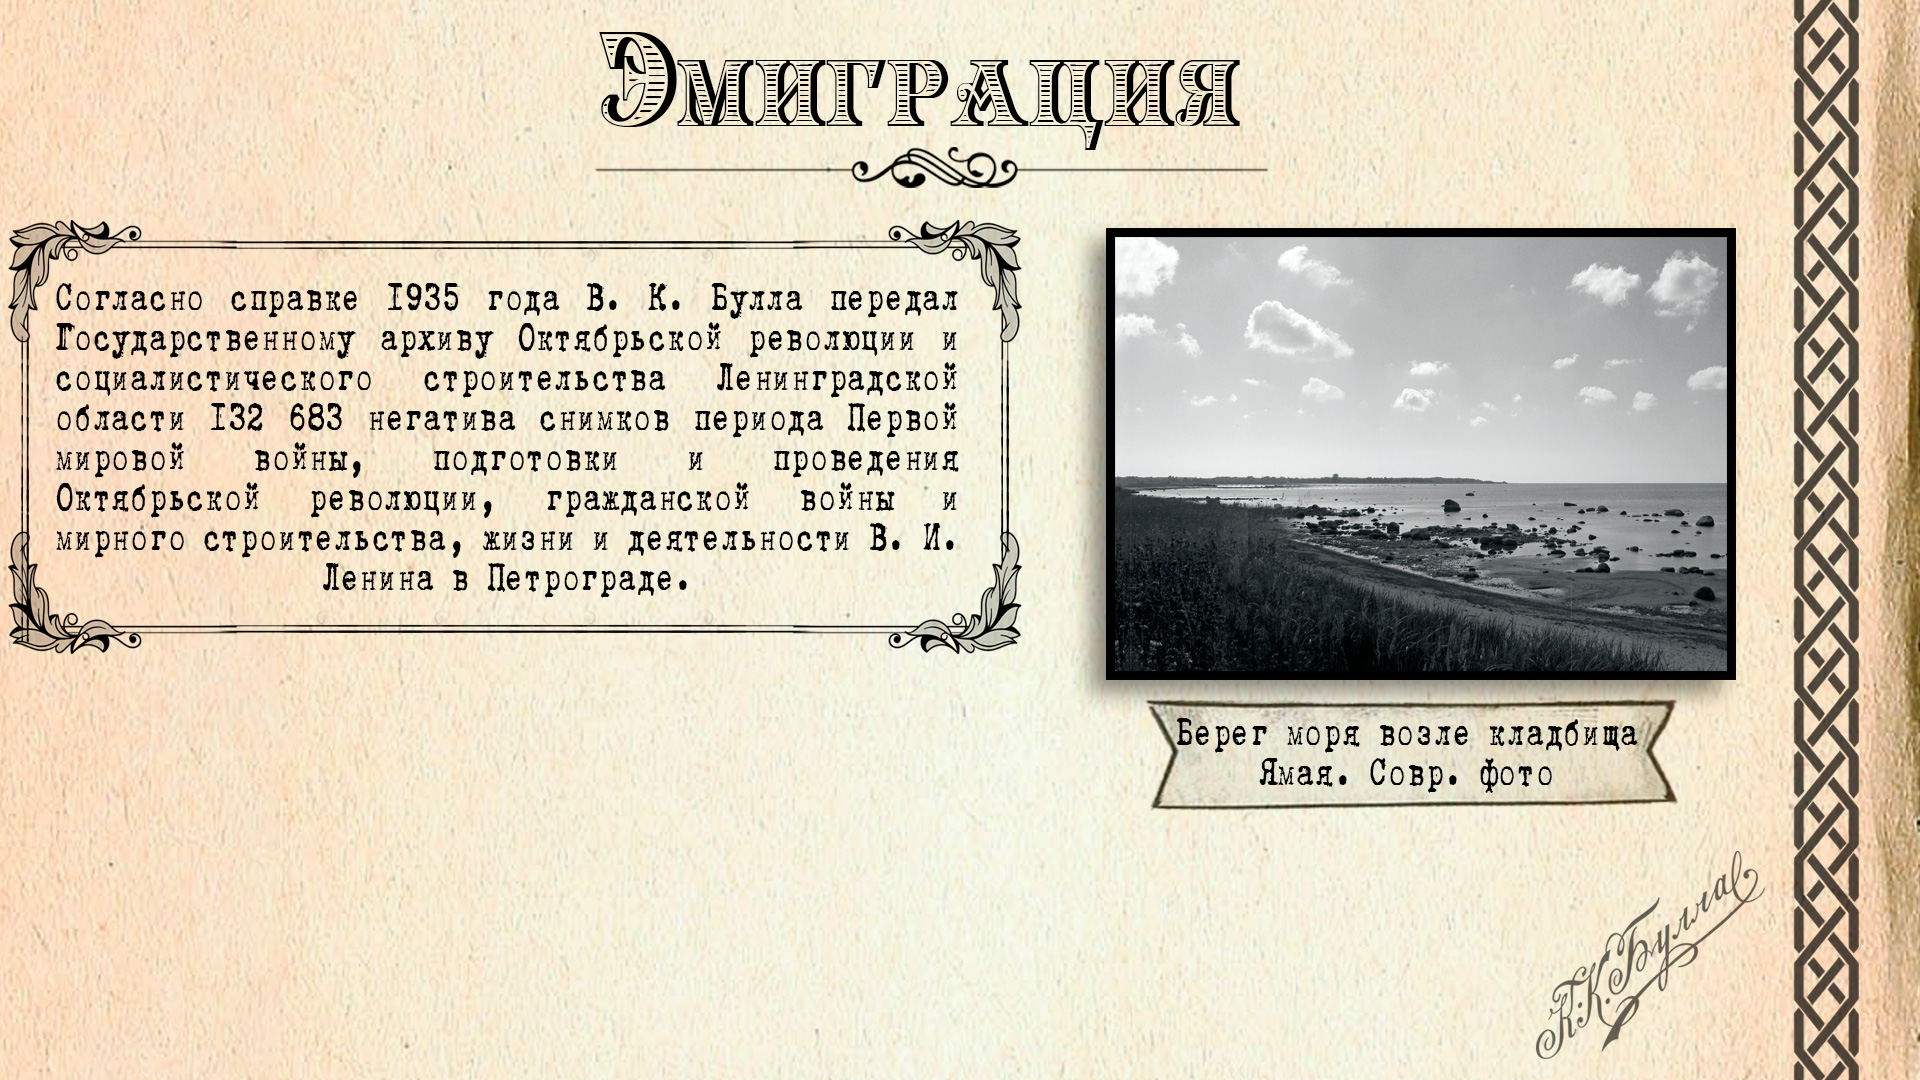 Эмиграция
Согласно справке 1935 года В. К. Булла передал
Государственному архиву Октябрьской революции и
социалистического строительства Ленинградской
области 132 683 негатива снимков периода Первой
мировой войны, подготовки и проведения
Октябрьской революции, гражданской войны и
мирного строительства, жизни и деятельности В. И.
Ленина в Петрограде.
Берег моря возле кладбища
Ямая. Совр. фото
К.К.Булла